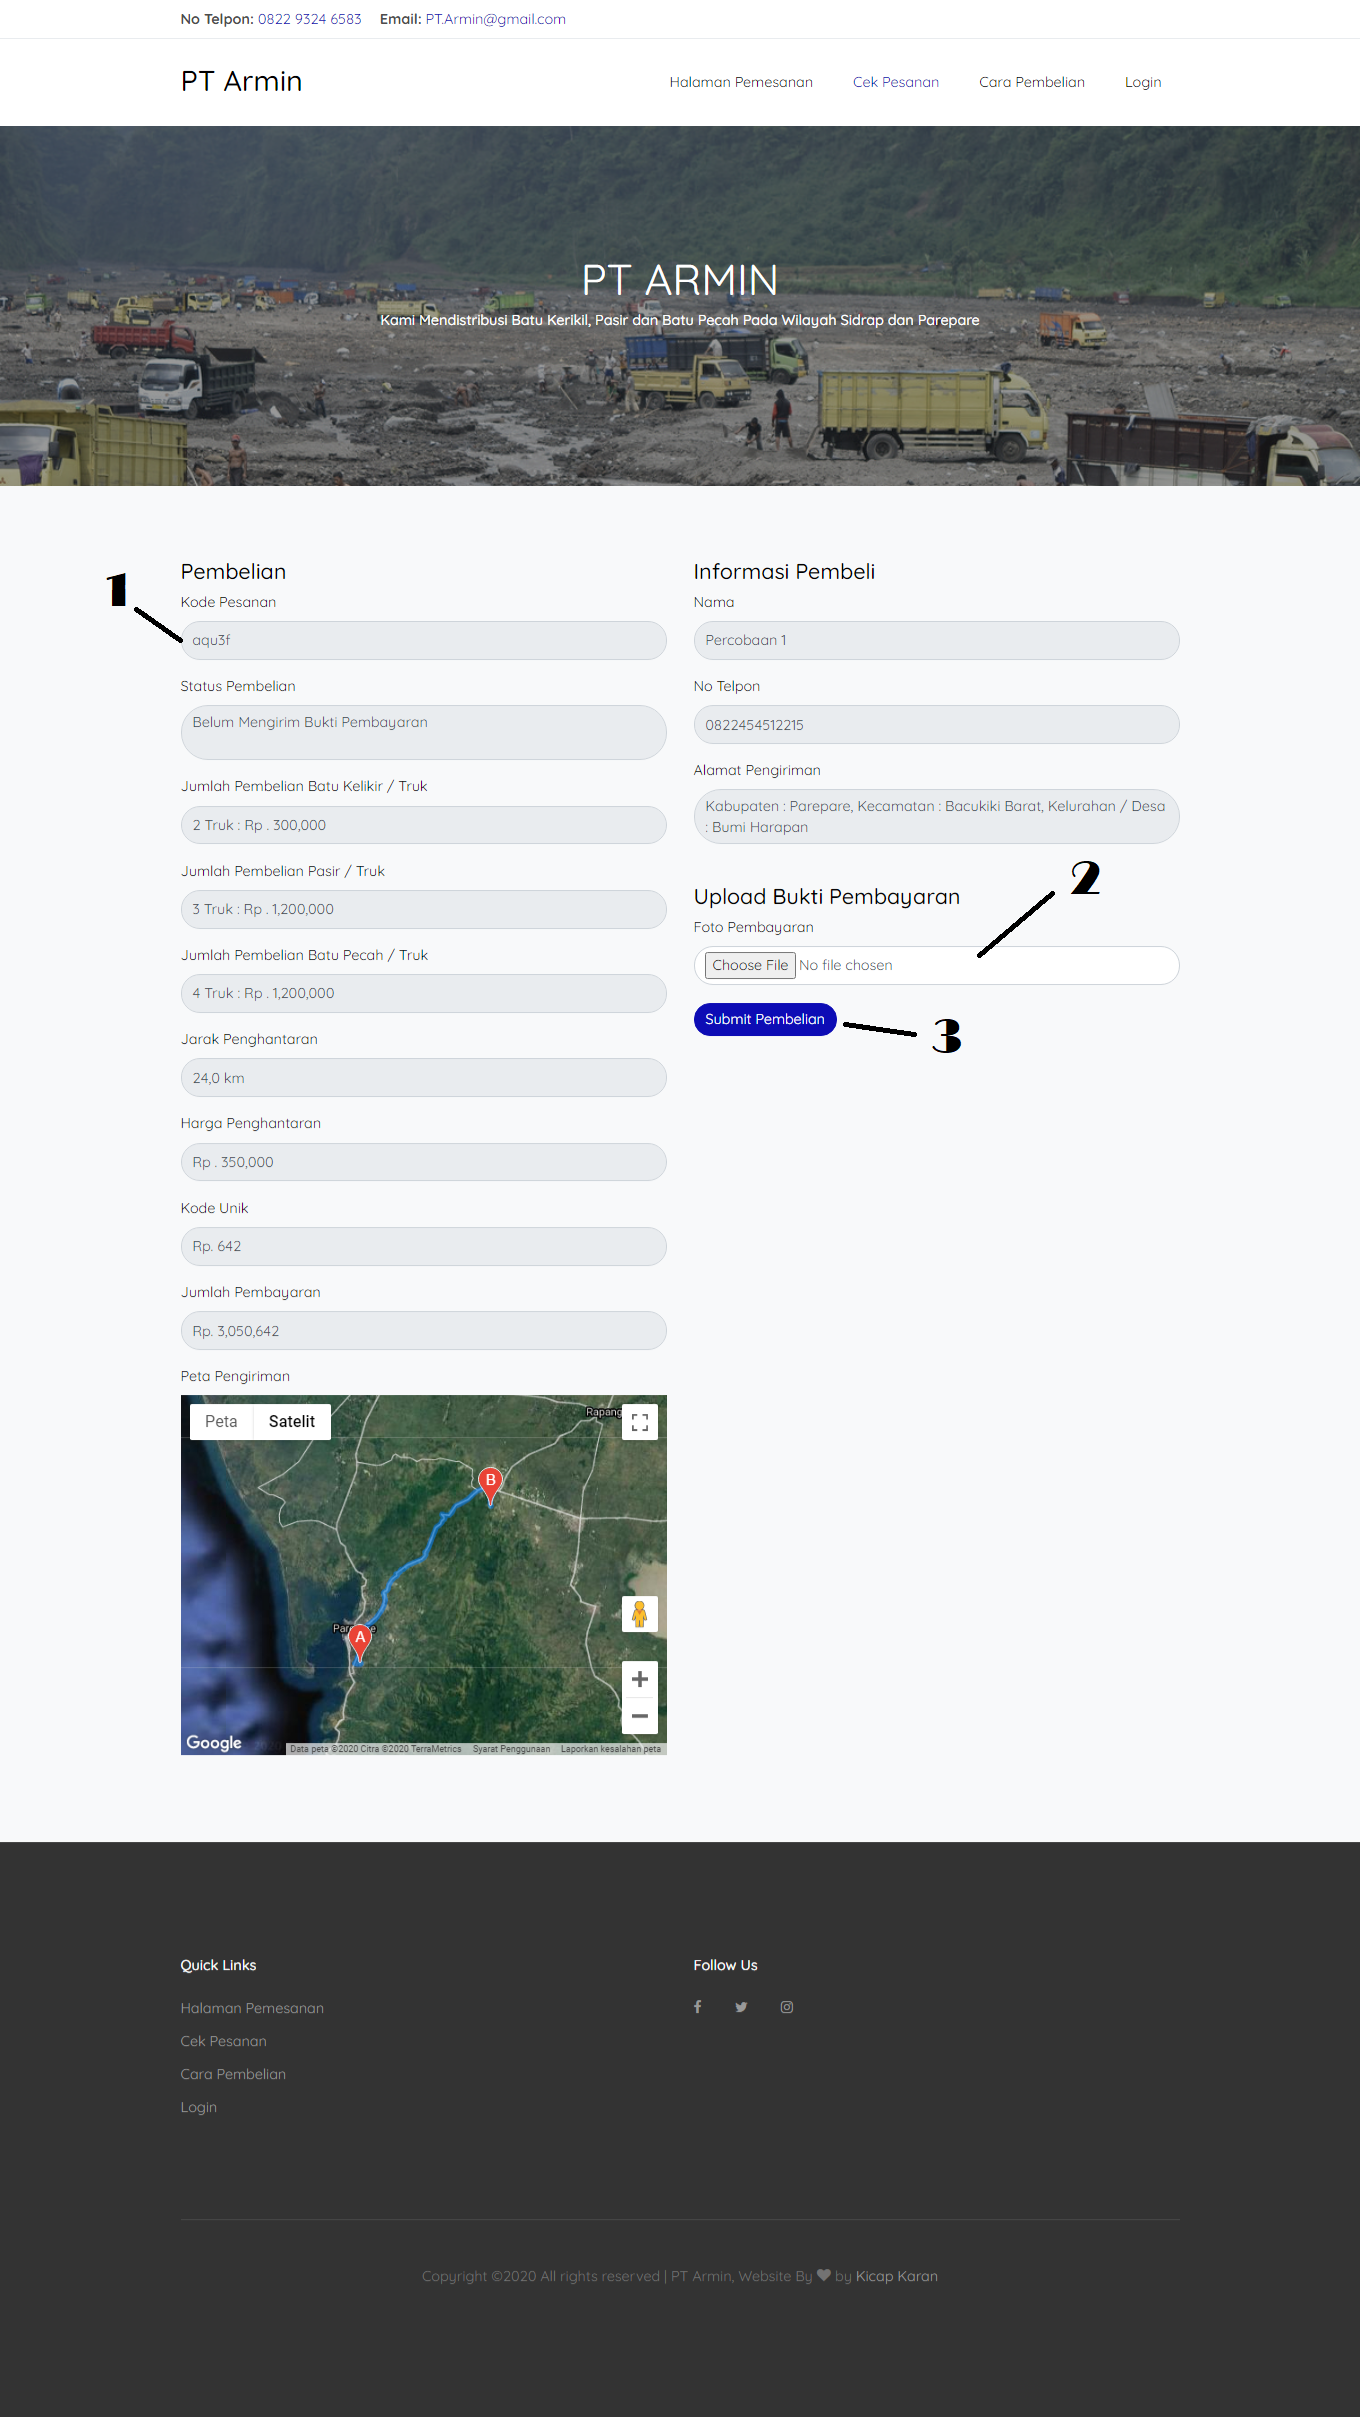 No Telpon: 0822 9324 6583 Email: PT.Armin@gmail.com
PT Armin
Halaman Pemesanan Cek Pesanan Cara Pembelian Login
PT ARMIN
Kami Mendistribusi Batu Kerikil, Pasir dan Batu Pecah Pada Wilayah Sidrap dan Parepare
1
Pembelian
Kode Pesanan
aqu3f
Status Pembelian
Belum Mengirim Bukti Pembayaran
Jumlah Pembelian Batu Kelikir / Truk
2 Truk : Rp . 300,000
Jumlah Pembelian Pasir / Truk
3 Truk : Rp . 1,200,000
Jumlah Pembelian Batu Pecah / Truk
4 Truk : Rp . 1,200,000
Jarak Penghantaran
24,0 km
Harga Penghantaran
Rp . 350,000
Kode Unik
Rp. 642
Jumlah Pembayaran
Rp. 3,050,642
Peta Pengiriman
Peta Satelit
Rapang
B
A
Google
Data peta ©2020 Citra ©2020 TerraMetrics Syarat Penggunaan Laporkan kesalahan peta
Informasi Pembeli
Nama
Percobaan 1
No Telpon
0822454512215
Alamat Pengiriman
Kabupaten : Parepare, Kecamatan : Bacukiki Barat, Kelurahan / Desa
: Bumi Harapan
2
Upload Bukti Pembayaran
Foto Pembayaran
Choose File No file chosen
Submit Pembelian
3
Quick Links
Halaman Pemesanan
Cek Pesanan
Cara Pembelian
Login
Follow Us
Copyright ©2020 All rights reserved | PT Armin, Website By ♥ by Kicap Karan